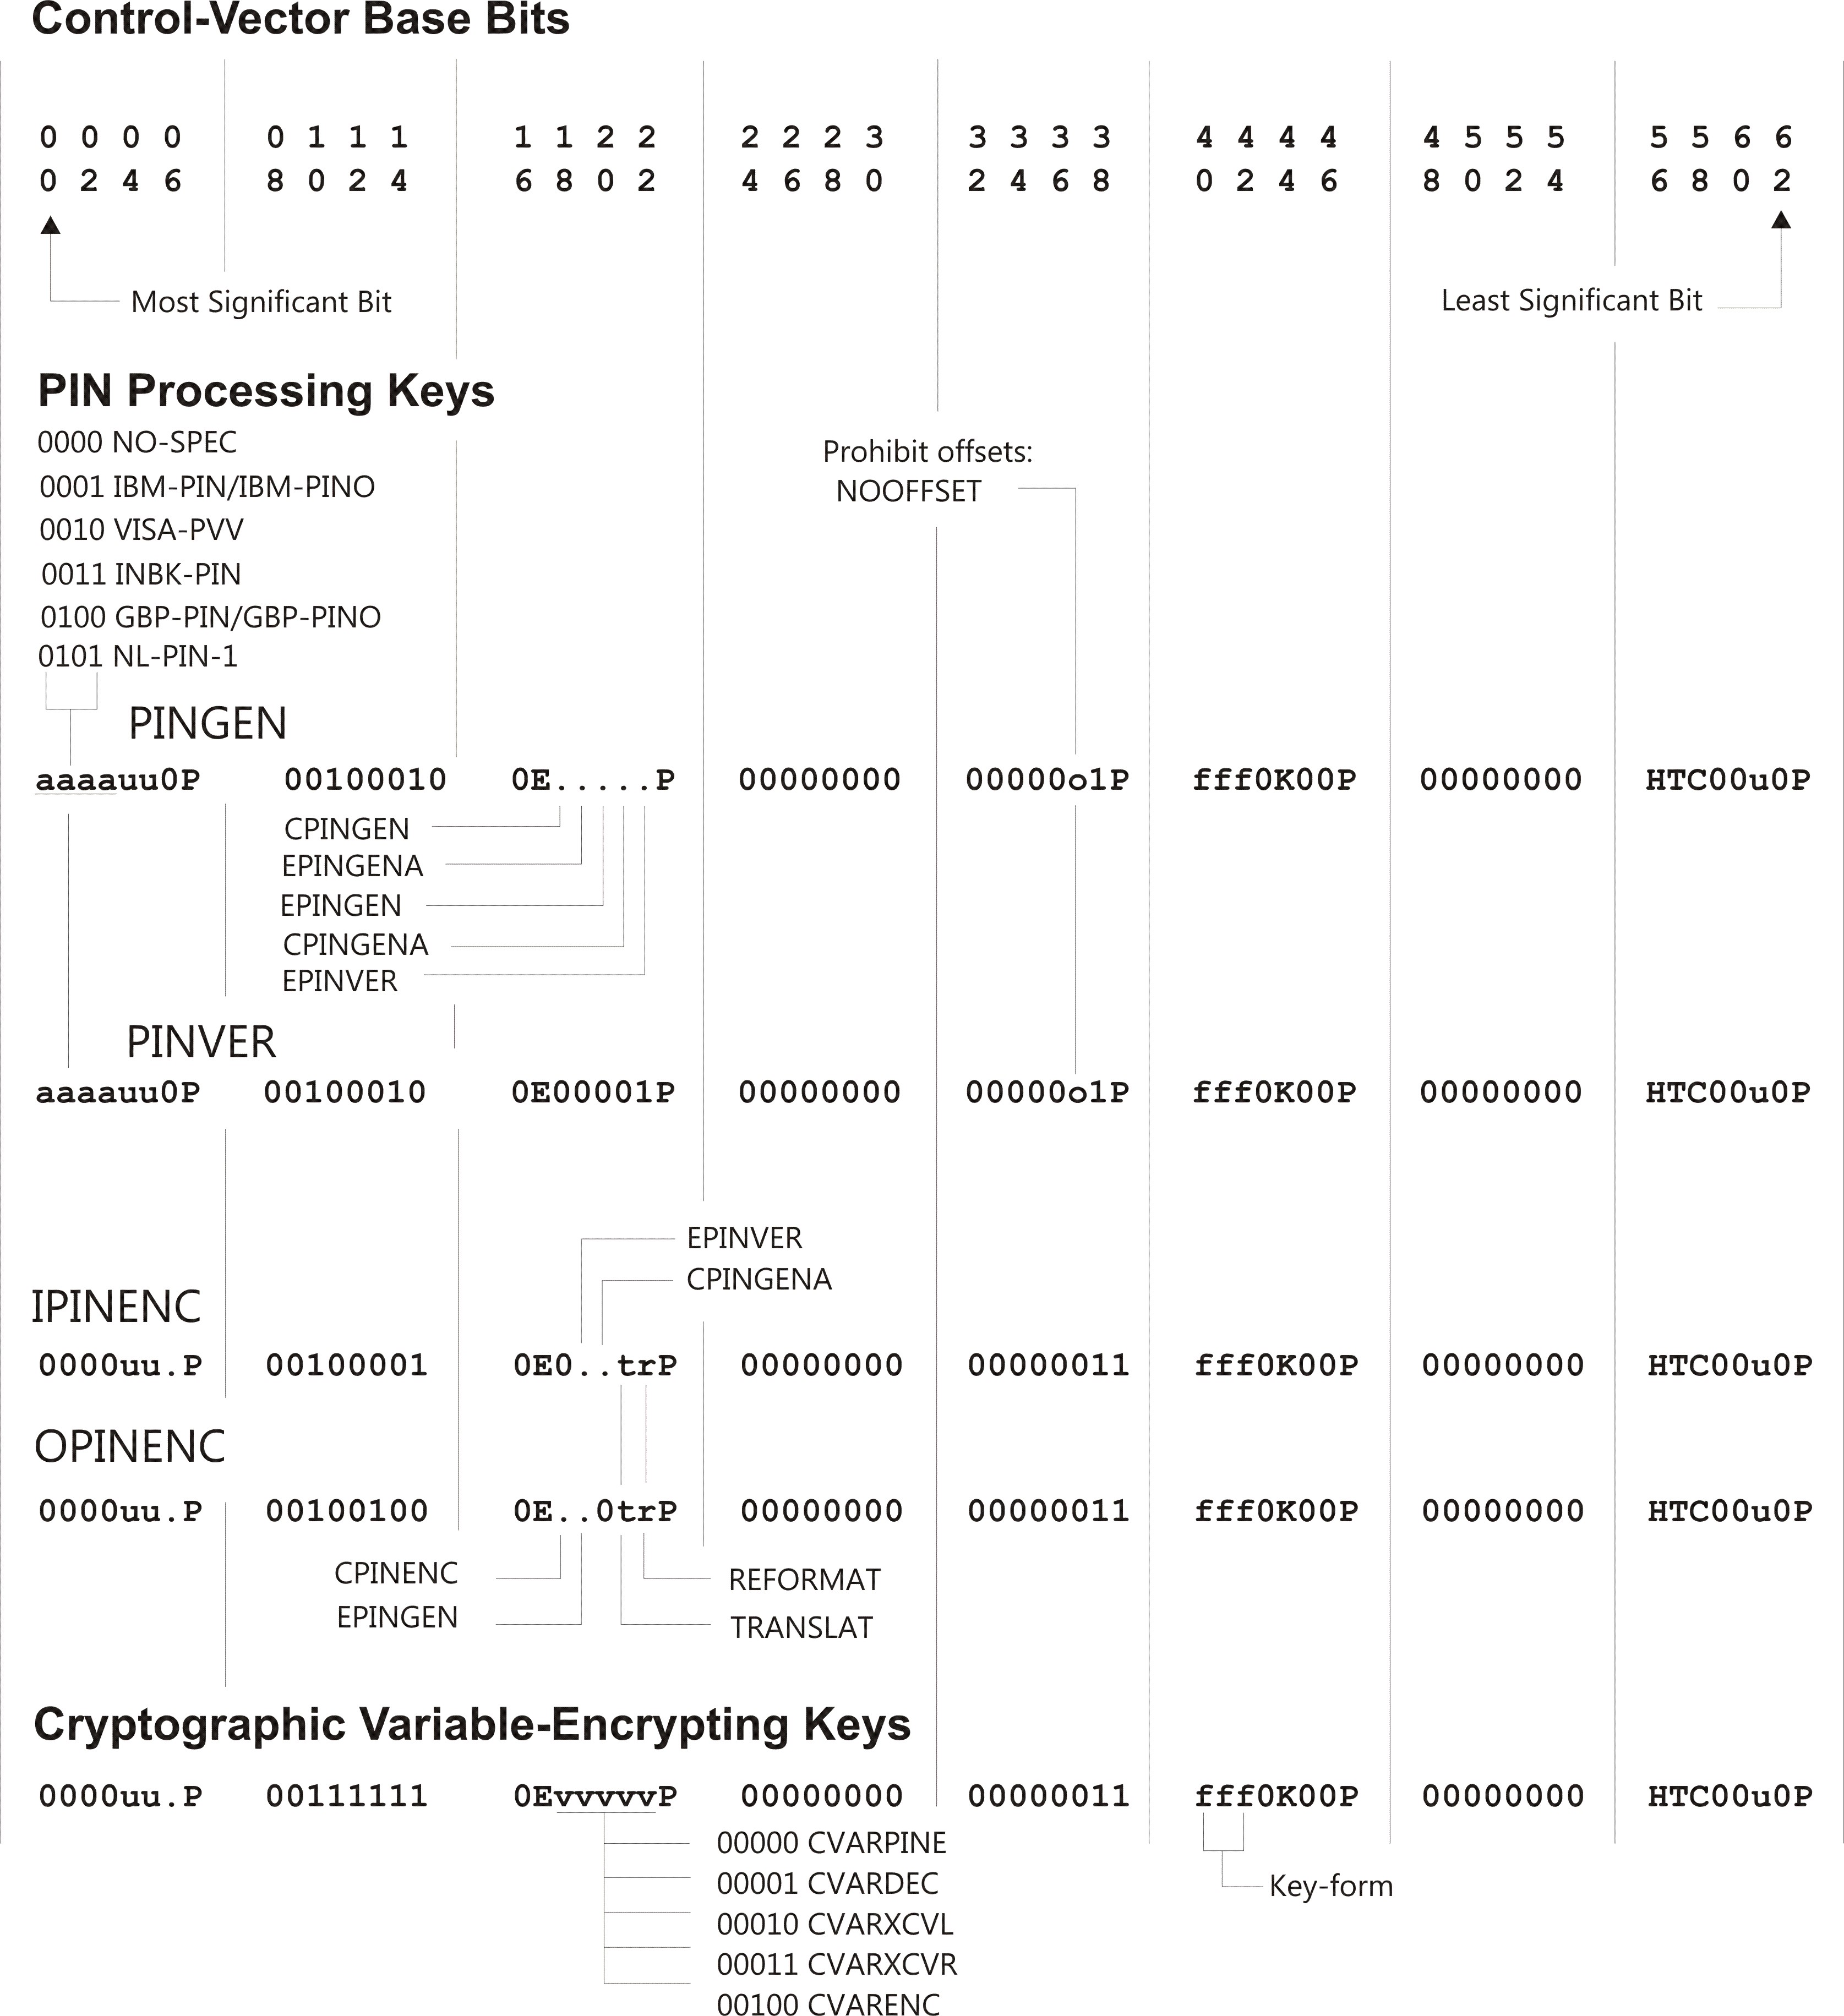 Control-Vector Base Bits
0 0 0 0 0 1 1 1 1 1 2 2 2 2 2 3 3 3 3 3 4 4 4 4 4 5 5 5 5 5 6 6
0 2 4 6 8 0 2 4 6 8 0 2 4 6 8 0 2 4 6 8 0 2 4 6 8 0 2 4 6 8 0 2
Most Significant Bit Least Significant Bit
PIN Processing Keys
0000 NO-SPEC
0001 IBM-PIN/IBM-PINO
0010 VISA-PVV
0011 INBK-PIN
0100 GBP-PIN/GBP-PINO
0101 NL-PIN-1
Prohibit offsets:
NOOFFSET
PINGEN
aaaauu0P 00100010 0E.....P 00000000 00000o1P fff0K00P 00000000 HTC00u0P
CPINGEN
EPINGENA
EPINGEN
CPINGENA
EPINVER
PINVER
aaaauu0P 00100010 0E00001P 00000000 00000o1P fff0K00P 00000000 HTC00u0P
EPINVER
CPINGENA
IPINENC
0000uu.P 00100001 0E0..trP 00000000 00000011 fff0K00P 00000000 HTC00u0P
OPINENC
0000uu.P 00100100 0E..0trP 00000000 00000011 fff0K00P 00000000 HTC00u0P
CPINENC REFORMAT
EPINGEN TRANSLAT
Cryptographic Variable-Encrypting Keys
0000uu.P 00111111 0EvvvvvP 00000000 00000011 fff0K00P 00000000 HTC00u0P
00000 CVARPINE
00001 CVARDEC
00010 CVARXCVL
00011 CVARXCVR
00100 CVARENC
Key-form